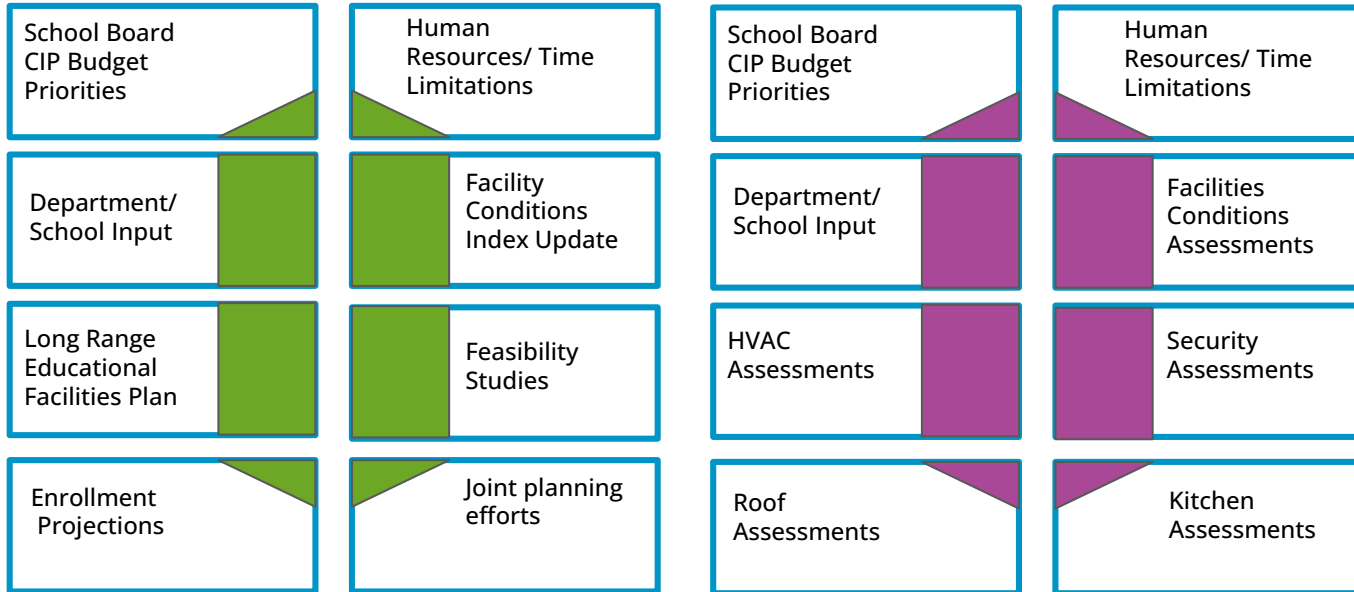 School Board
CIP Budget
Priorities
Human
Resources/ Time
Limitations
Department/
School Input
Facility
Conditions
Index Update
Long Range
Educational
Facilities Plan
Feasibility
Studies
Enrollment
Projections
Joint planning
efforts
School Board
CIP Budget
Priorities
Human
Resources/ Time
Limitations
Department/
School Input
Facilities
Conditions
Assessments
HVAC
Assessments
Security
Assessments
Roof
Assessments
Kitchen
Assessments